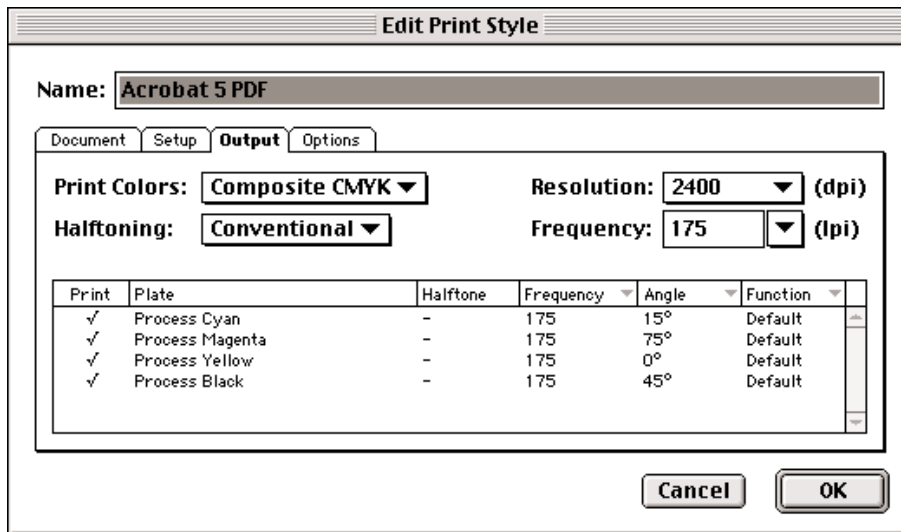 Edit Print Style
Name: Acrobat 5 PDF
Document Setup Output Options
Print Colors: Composite CMYK Resolution: 2400 (dpi)
Halftoning: Conventional Frequency: 175 (lpi)
Print Plate Halftone Frequency Angle Function
√ Process Cyan – 175 15° Default
√ Process Magenta – 175 75° Default
√ Process Yellow – 175 0° Default
√ Process Black – 175 45° Default
Cancel OK